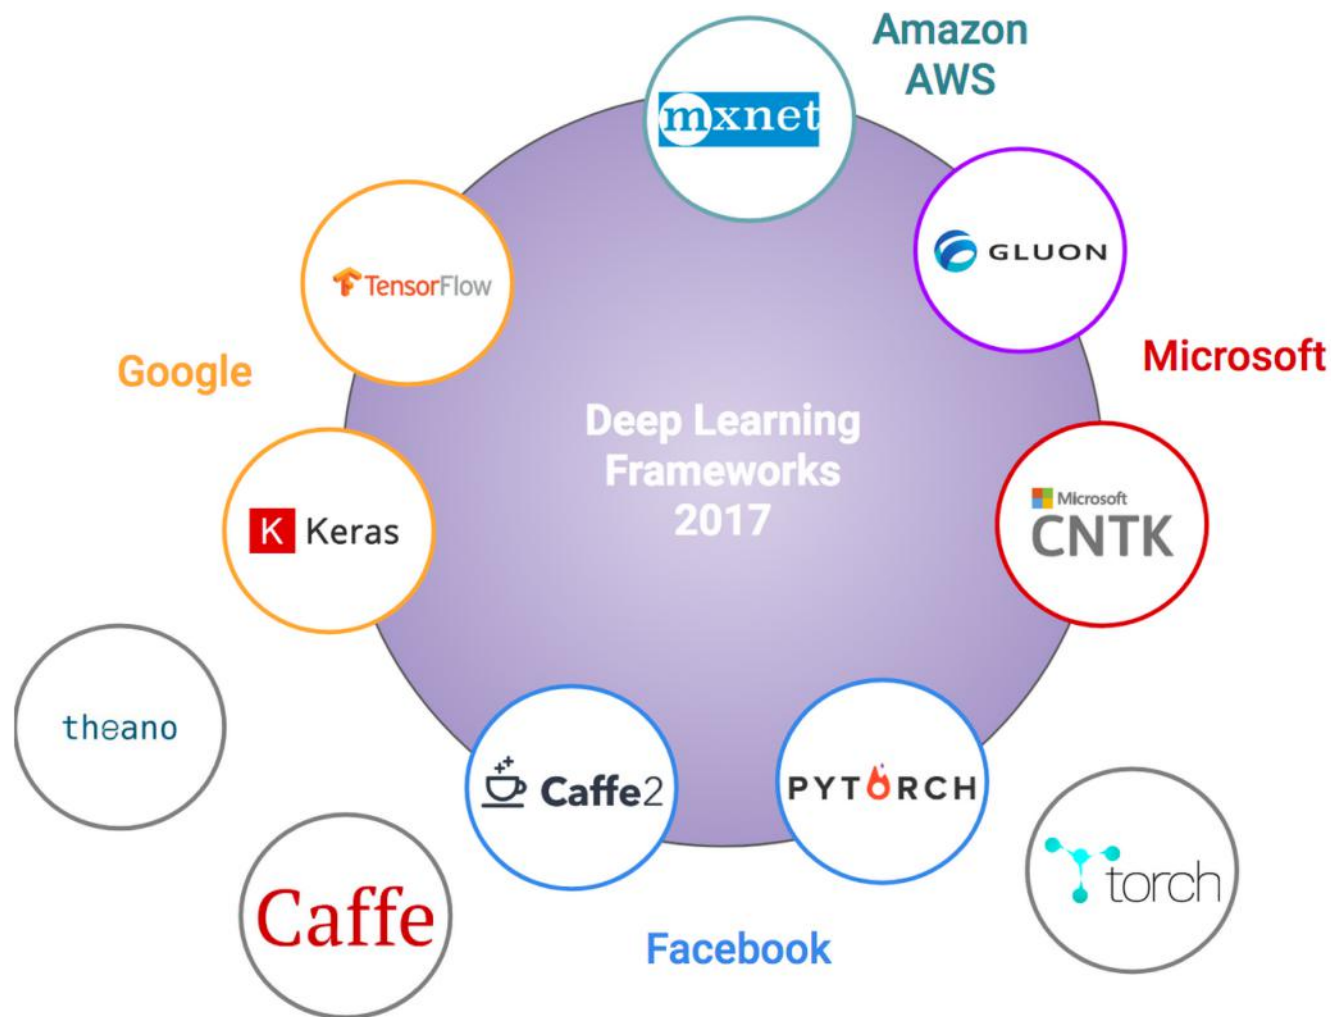 Amazon
AWS
mxnet
GLUON
TensorFlow
Google
Microsoft
Deep Learning
Frameworks
2017
K Keras
Microsoft
CNTK
theano
Caffe2
PYTORCH
Caffe
torch
Facebook